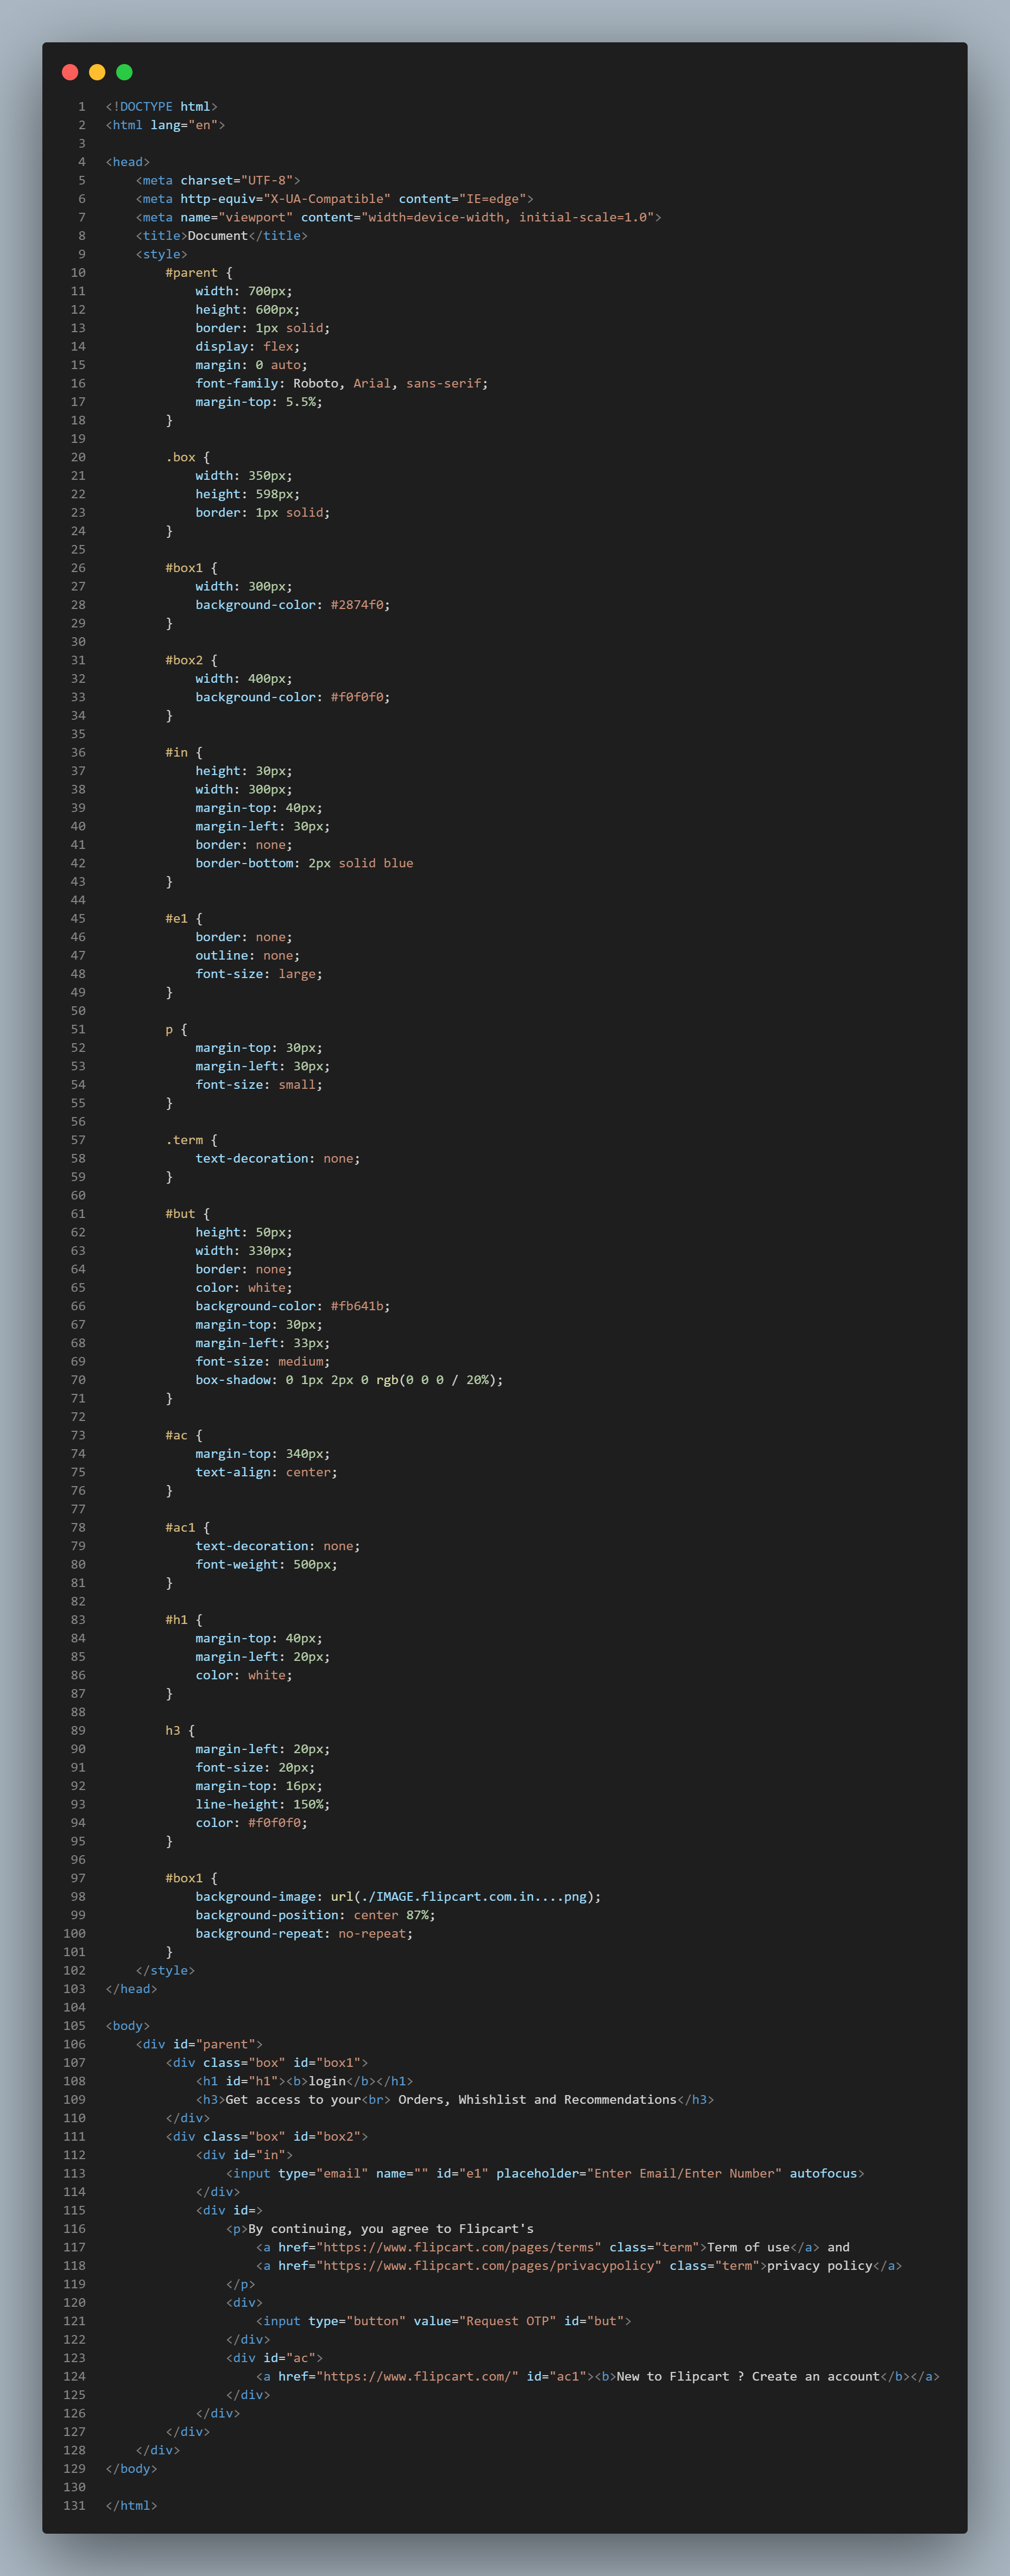 1 <!DOCTYPE html>
2 <html lang="en">
3
4 <head>
5     <meta charset="UTF-8">
6     <meta http-equiv="X-UA-Compatible" content="IE=edge">
7     <meta name="viewport" content="width=device-width, initial-scale=1.0">
8     <title>Document</title>
9     <style>
10         #parent {
11             width: 700px;
12             height: 600px;
13             border: 1px solid;
14             display: flex;
15             margin: 0 auto;
16             font-family: Roboto, Arial, sans-serif;
17             margin-top: 5.5%;
18         }
19
20         .box {
21             width: 350px;
22             height: 598px;
23             border: 1px solid;
24         }
25
26         #box1 {
27             width: 300px;
28             background-color: #2874f0;
29         }
30
31         #box2 {
32             width: 400px;
33             background-color: #f0f0f0;
34         }
35
36         #in {
37             height: 30px;
38             width: 300px;
39             margin-top: 40px;
40             margin-left: 30px;
41             border: none;
42             border-bottom: 2px solid blue
43         }
44
45         #e1 {
46             border: none;
47             outline: none;
48             font-size: large;
49         }
50
51         p {
52             margin-top: 30px;
53             margin-left: 30px;
54             font-size: small;
55         }
56
57         .term {
58             text-decoration: none;
59         }
60
61         #but {
62             height: 50px;
63             width: 330px;
64             border: none;
65             color: white;
66             background-color: #fb641b;
67             margin-top: 30px;
68             margin-left: 33px;
69             font-size: medium;
70             box-shadow: 0 1px 2px 0 rgb(0 0 0 / 20%);
71         }
72
73         #ac {
74             margin-top: 340px;
75             text-align: center;
76         }
77
78         #ac1 {
79             text-decoration: none;
80             font-weight: 500px;
81         }
82
83         #h1 {
84             margin-top: 40px;
85             margin-left: 20px;
86             color: white;
87         }
88
89         h3 {
90             margin-left: 20px;
91             font-size: 20px;
92             margin-top: 16px;
93             line-height: 150%;
94             color: #f0f0f0;
95         }
96
97         #box1 {
98             background-image: url(./IMAGE.flipcart.com.in....png);
99             background-position: center 87%;
100             background-repeat: no-repeat;
101         }
102     </style>
103 </head>
104
105 <body>
106     <div id="parent">
107         <div class="box" id="box1">
108             <h1 id="h1"><b>login</b></h1>
109             <h3>Get access to your<br> Orders, Whishlist and Recommendations</h3>
110         </div>
111         <div class="box" id="box2">
112             <div id="in">
113                 <input type="email" name="" id="e1" placeholder="Enter Email/Enter Number" autofocus>
114             </div>
115             <div id=>
116                 <p>By continuing, you agree to Flipcart's
117                     <a href="https://www.flipcart.com/pages/terms" class="term">Term of use</a> and
118                     <a href="https://www.flipcart.com/pages/privacypolicy" class="term">privacy policy</a>
119                 </p>
120                 <div>
121                     <input type="button" value="Request OTP" id="but">
122                 </div>
123                 <div id="ac">
124                     <a href="https://www.flipcart.com/" id="ac1"><b>New to Flipcart ? Create an account</b></a>
125                 </div>
126             </div>
127         </div>
128     </div>
129 </body>
130
131 </html>